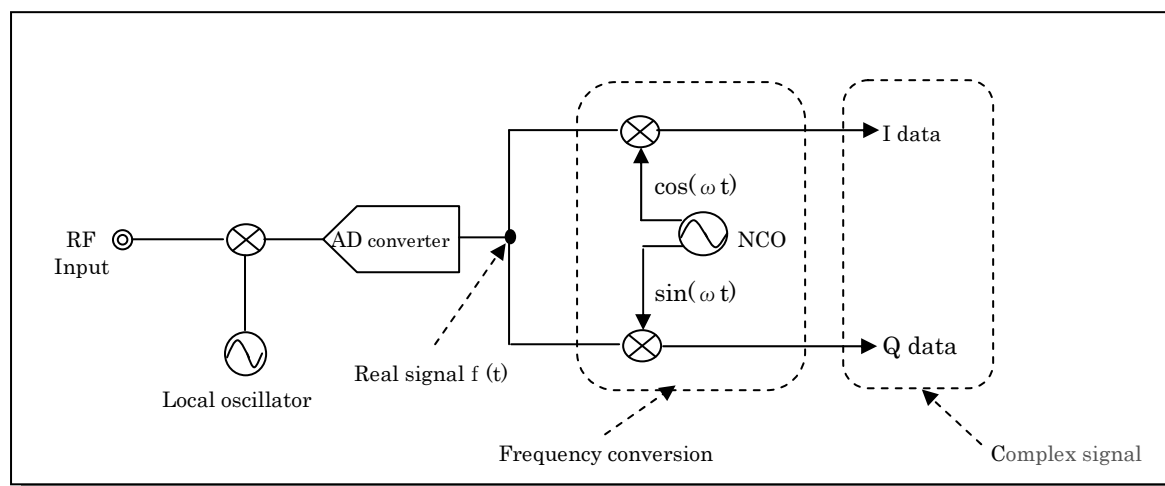 I data
cos(ωt)
RF
Input
AD converter
NCO
sin(ωt)
Q data
Real signal f (t)
Local oscillator
Frequency conversion
Complex signal